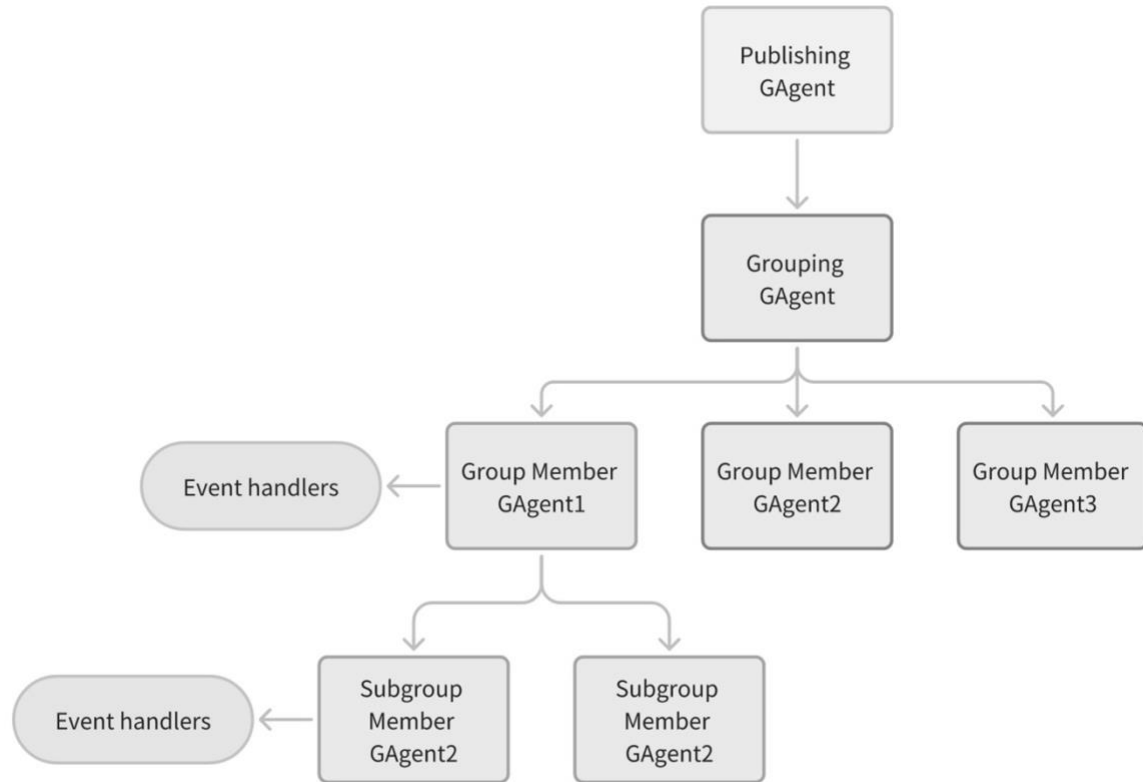 Publishing
GAgent
Grouping
GAgent
Event handlers
Group Member
GAgent1
Group Member
GAgent2
Group Member
GAgent3
Event handlers
Subgroup
Member
GAgent2
Subgroup
Member
GAgent2